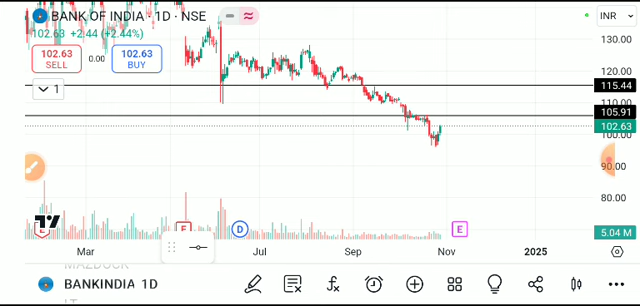 BANK OF INDIA · 1D · NSE
INR
102.63 +2.44 (+2.44%)
102.63
SELL
0.00
102.63
BUY
1
130.00
120.00
115.44
105.91
102.63
100.00
90.00
80.00
5.04 M
E
E
D
E
Mar
Jul
Sep
Nov
2025
MAZDOCK
BANKINDIA 1D